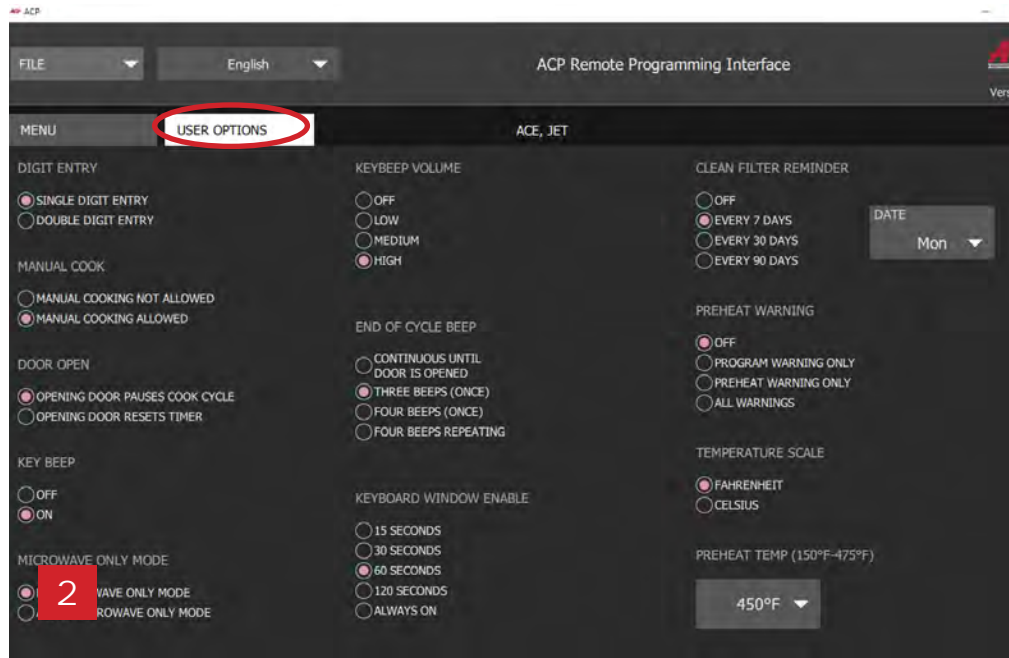 ACP
FILE
English
ACP Remote Programming Interface
MENU
USER OPTIONS
ACE, JET
DIGIT ENTRY
SINGLE DIGIT ENTRY
DOUBLE DIGIT ENTRY
MANUAL COOK
MANUAL COOKING NOT ALLOWED
MANUAL COOKING ALLOWED
DOOR OPEN
OPENING DOOR PAUSES COOK CYCLE
OPENING DOOR RESETS TIMER
KEY BEEP
OFF
ON
MICROWAVE ONLY MODE
ONLY MODE
ONLY MODE
2
KEYBEEP VOLUME
OFF
LOW
MEDIUM
HIGH
END OF CYCLE BEEP
CONTINUOUS UNTIL
DOOR IS OPENED
THREE BEEPS (ONCE)
FOUR BEEPS (ONCE)
FOUR BEEPS REPEATING
KEYBOARD WINDOW ENABLE
15 SECONDS
30 SECONDS
60 SECONDS
120 SECONDS
ALWAYS ON
CLEAN FILTER REMINDER
OFF
EVERY 7 DAYS
EVERY 30 DAYS
EVERY 90 DAYS
DATE
Mon
PREHEAT WARNING
OFF
PROGRAM WARNING ONLY
PREHEAT WARNING ONLY
ALL WARNINGS
TEMPERATURE SCALE
FAHRENHEIT
CELSIUS
PREHEAT TEMP (150°F-475°F)
450°F